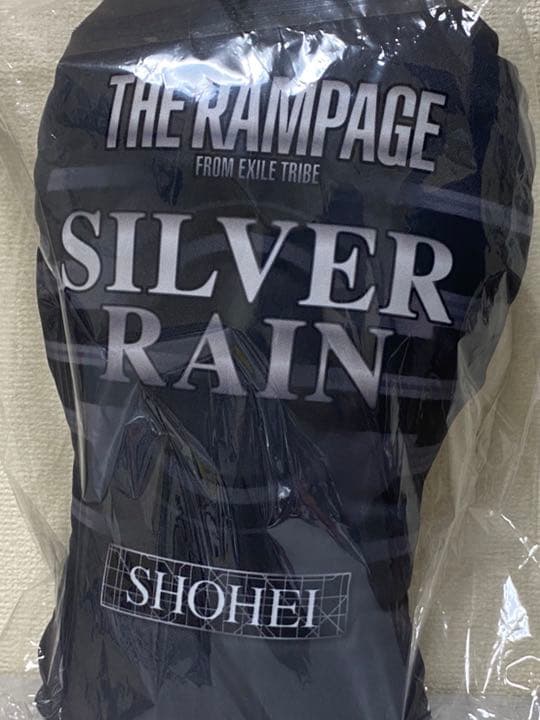 THE RAMPAGE
FROM EXILE TRIBE
SILVER
RAIN
SHOHEI